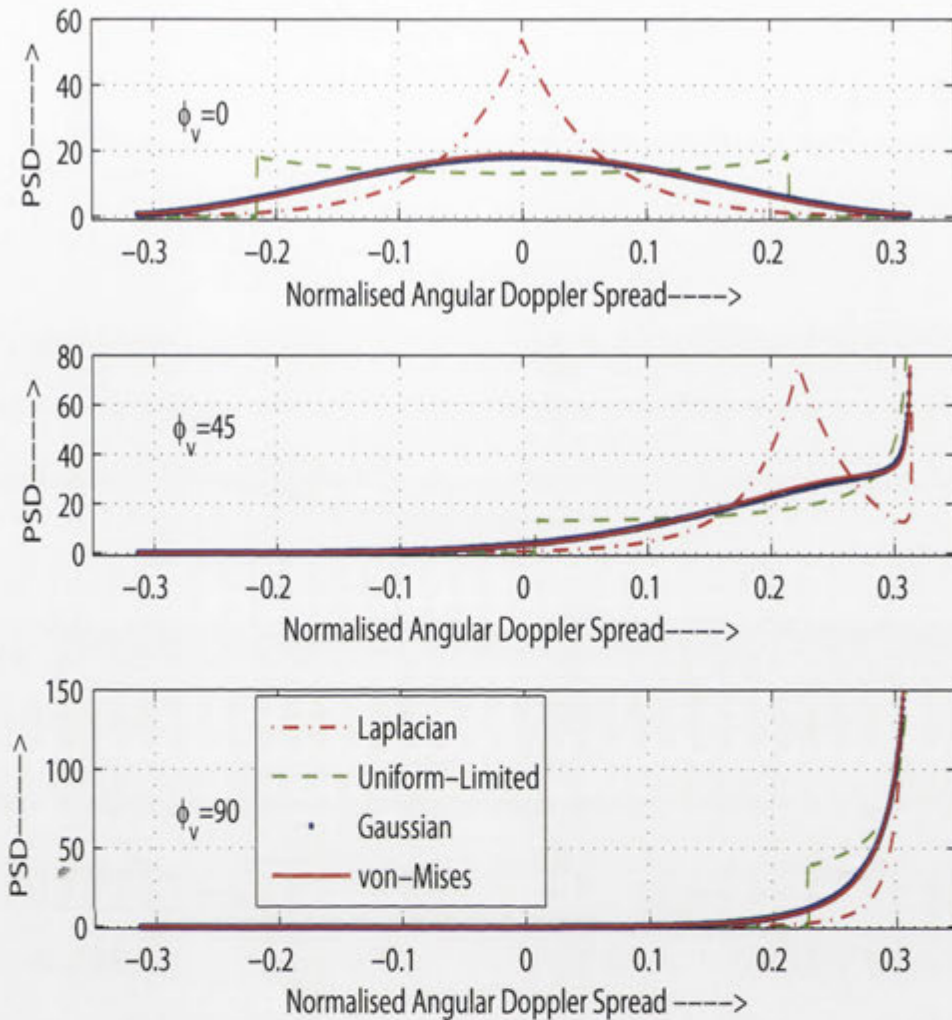 60
40
20
0
PSD----->
ϕv=0
−0.3 −0.2 −0.1 0 0.1 0.2 0.3
Normalised Angular Doppler Spread---->
80
60
40
20
0
PSD----->
ϕv=45
−0.3 −0.2 −0.1 0 0.1 0.2 0.3
Normalised Angular Doppler Spread---->
150
100
50
0
PSD----->
ϕv=90
Laplacian
Uniform−Limited
Gaussian
von−Mises
−0.3 −0.2 −0.1 0 0.1 0.2 0.3
Normalised Angular Doppler Spread ---->